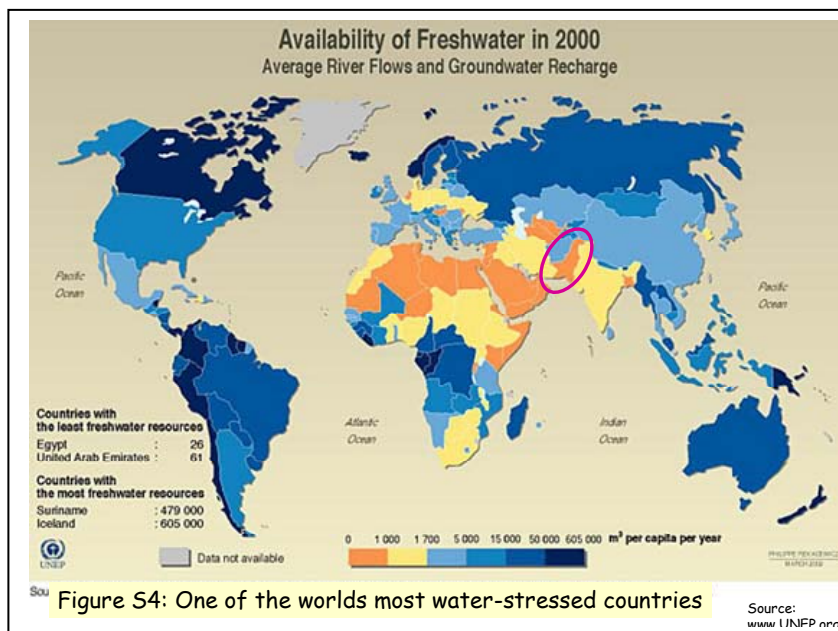 Availability of Freshwater in 2000
Average River Flows and Groundwater Recharge
Pacific
Ocean
Pacific
Ocean
Atlantic
Ocean
Indian
Ocean
Countries with
the least freshwater resources
Egypt : 26
United Arab Emirates : 61
Countries with
the most freshwater resources
Suriname : 479 000
Iceland : 605 000
0 1 000 1 700 5 000 15 000 50 000 605 000 m³ per capita per year
Data not available
UNEP
Figure S4: One of the worlds most water-stressed countries
Source:
www.UNEP.org